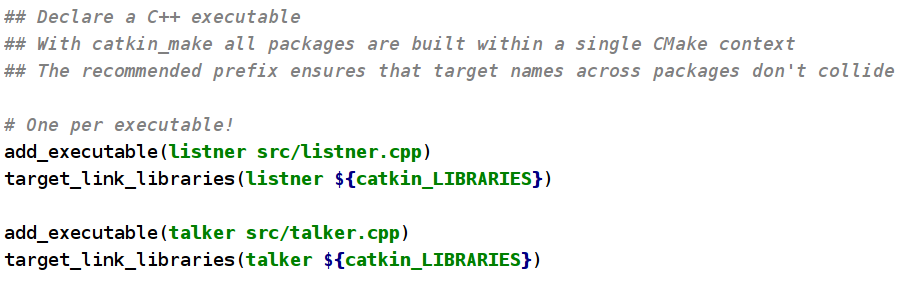 ## Declare a C++ executable
## With catkin_make all packages are built within a single CMake context
## The recommended prefix ensures that target names across packages don't collide
# One per executable!
add_executable(listner src/listner.cpp)
target_link_libraries(listner ${catkin_LIBRARIES})
add_executable(talker src/talker.cpp)
target_link_libraries(talker ${catkin_LIBRARIES})